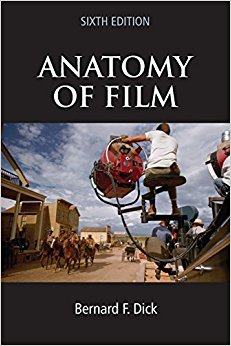 SIXTH EDITION
ANATOMY
OF FILM
Bernard F. Dick